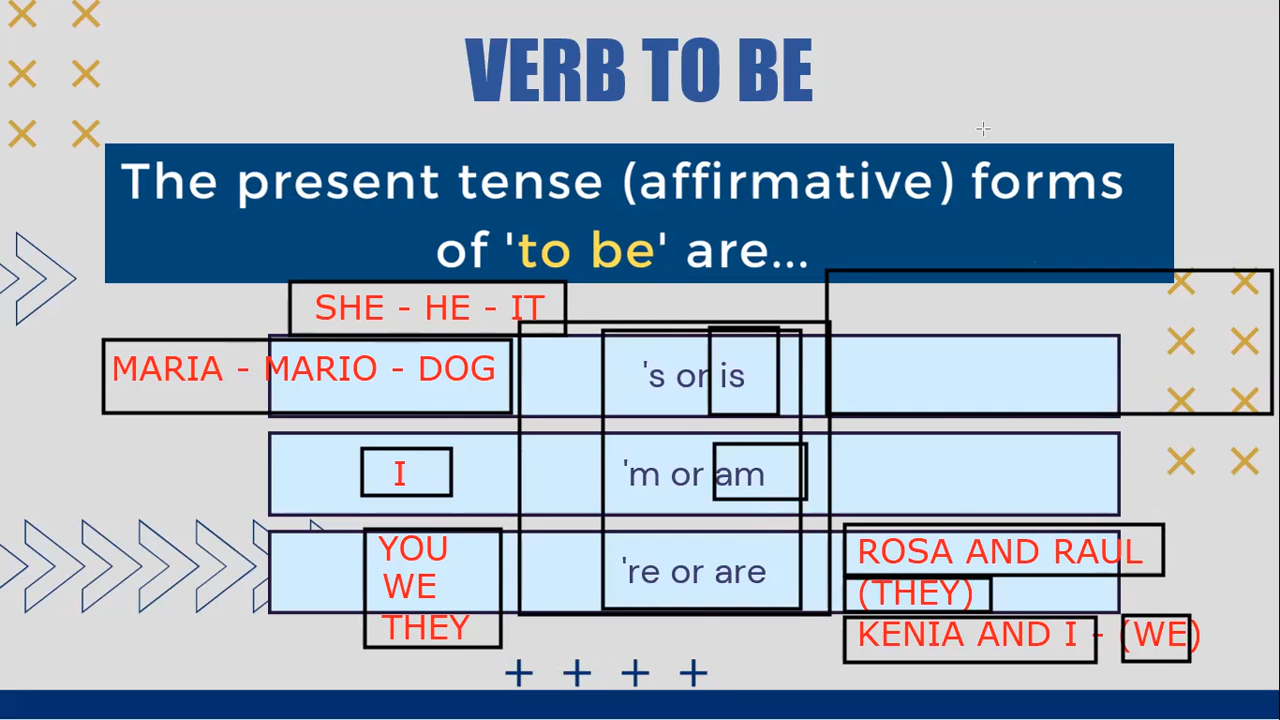 VERB TO BE
The present tense (affirmative) forms
of 'to be' are...
SHE - HE - IT
MARIA - MARIO - DOG
's or is
I
'm or am
YOU
WE
THEY
're or are
ROSA AND RAUL
(THEY)
KENIA AND I - (WE)